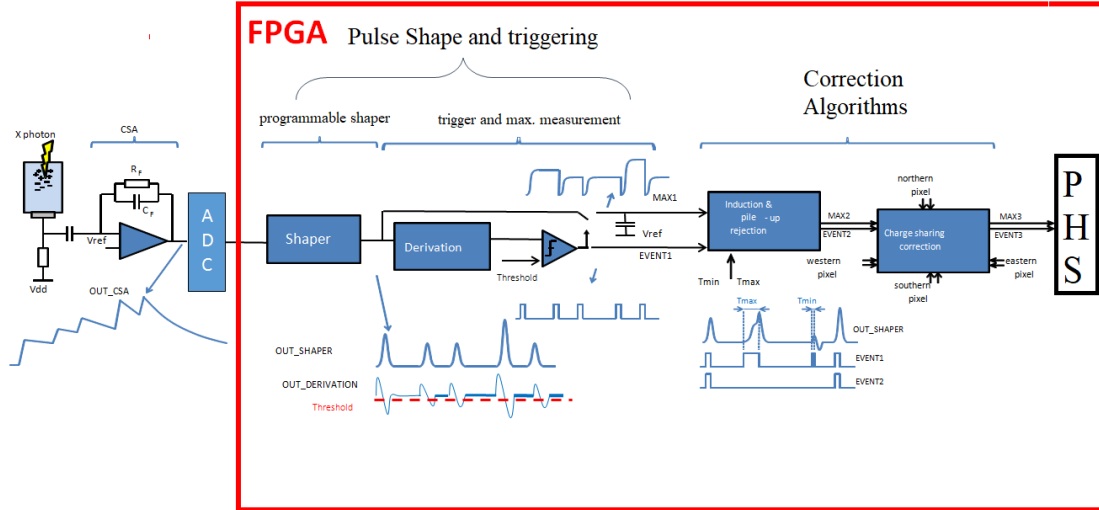 FPGA Pulse Shape and triggering
Correction
Algorithms
programmable shaper
trigger and max. measurement
X photon
CSA
R F
C F
Vref
Vdd
OUT_CSA
A
D
C
Shaper
Derivation
Threshold
MAX1
Vref
EVENT1
Induction &
pile - up
rejection
Tmin Tmax
MAX2
EVENT2
northern
pixel
Charge sharing
correction
western
pixel
eastern
pixel
southern
pixel
MAX3
EVENT3
P
H
S
OUT_SHAPER
OUT_DERIVATION
Threshold
Tmax
Tmin
OUT_SHAPER
EVENT1
EVENT2